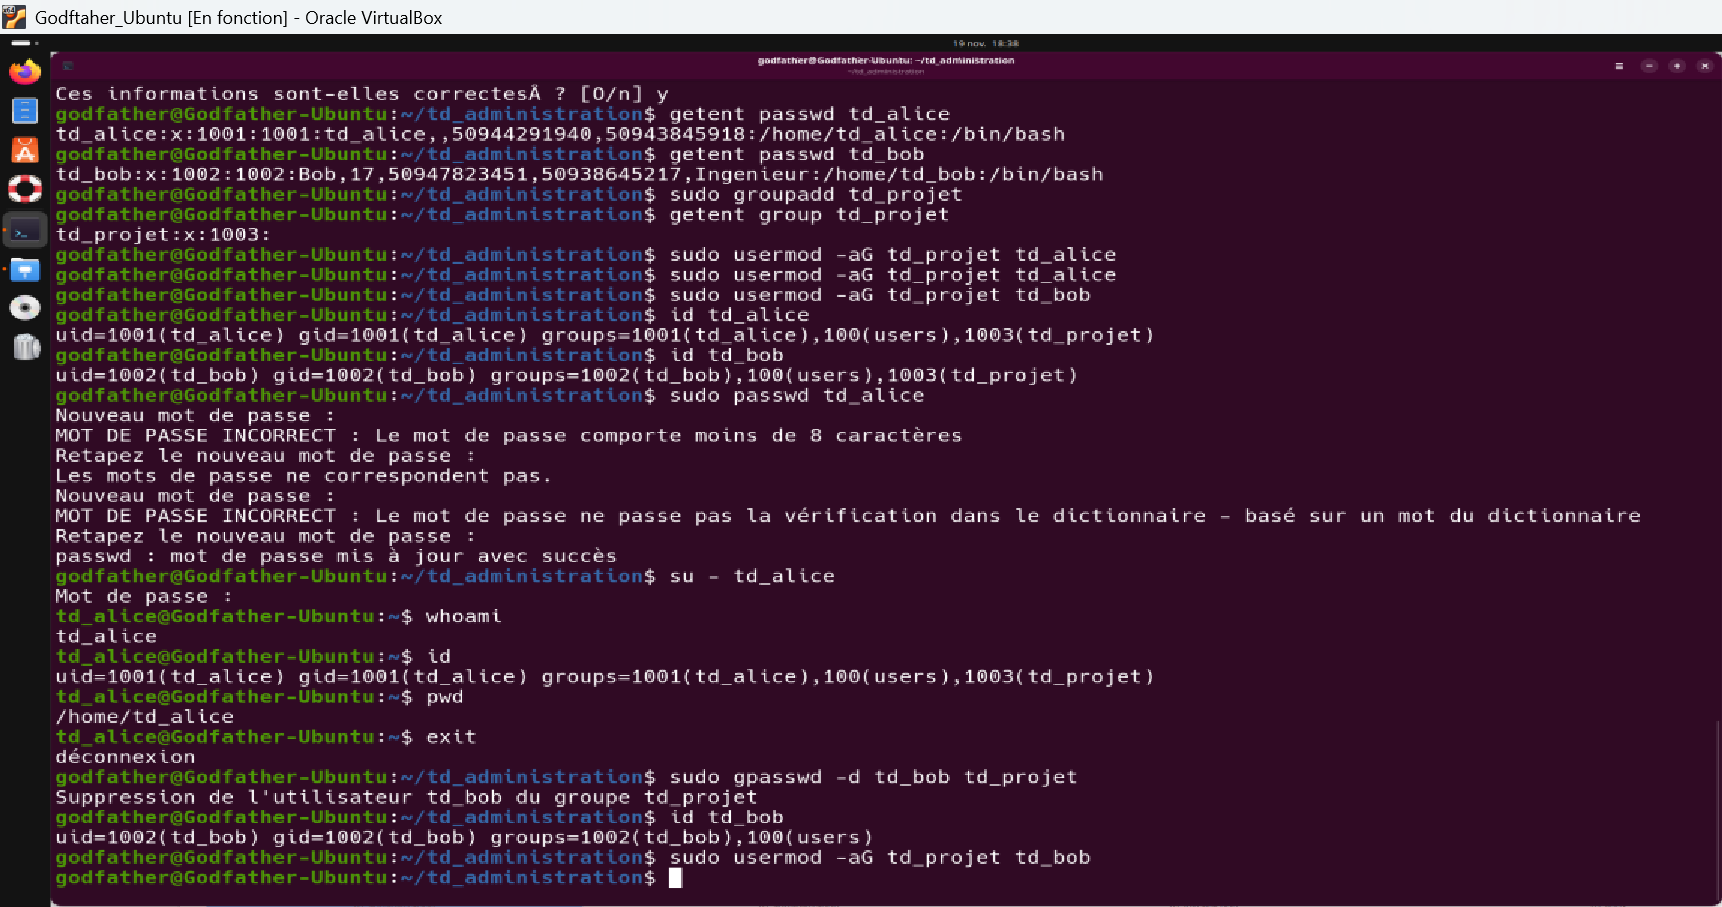 Godftaher_Ubuntu [En fonction] - Oracle VirtualBox
19 nov. 18:38
godfather@Godfather-Ubuntu: ~/td_administration
~/td_administration
Ces informations sont-elles correctesÂ ? [O/n] y
godfather@Godfather-Ubuntu:~/td_administration$ getent passwd td_alice
td_alice:x:1001:1001:td_alice,,50944291940,50943845918:/home/td_alice:/bin/bash
godfather@Godfather-Ubuntu:~/td_administration$ getent passwd td_bob
td_bob:x:1002:1002:Bob,17,50947823451,50938645217,Ingenieur:/home/td_bob:/bin/bash
godfather@Godfather-Ubuntu:~/td_administration$ sudo groupadd td_projet
godfather@Godfather-Ubuntu:~/td_administration$ getent group td_projet
td_projet:x:1003:
godfather@Godfather-Ubuntu:~/td_administration$ sudo usermod -aG td_projet td_alice
godfather@Godfather-Ubuntu:~/td_administration$ sudo usermod -aG td_projet td_alice
godfather@Godfather-Ubuntu:~/td_administration$ sudo usermod -aG td_projet td_bob
godfather@Godfather-Ubuntu:~/td_administration$ id td_alice
uid=1001(td_alice) gid=1001(td_alice) groups=1001(td_alice),100(users),1003(td_projet)
godfather@Godfather-Ubuntu:~/td_administration$ id td_bob
uid=1002(td_bob) gid=1002(td_bob) groups=1002(td_bob),100(users),1003(td_projet)
godfather@Godfather-Ubuntu:~/td_administration$ sudo passwd td_alice
Nouveau mot de passe :
MOT DE PASSE INCORRECT : Le mot de passe comporte moins de 8 caractères
Retapez le nouveau mot de passe :
Les mots de passe ne correspondent pas.
Nouveau mot de passe :
MOT DE PASSE INCORRECT : Le mot de passe ne passe pas la vérification dans le dictionnaire - basé sur un mot du dictionnaire
Retapez le nouveau mot de passe :
passwd : mot de passe mis à jour avec succès
godfather@Godfather-Ubuntu:~/td_administration$ su - td_alice
Mot de passe :
td_alice@Godfather-Ubuntu:~$ whoami
td_alice
td_alice@Godfather-Ubuntu:~$ id
uid=1001(td_alice) gid=1001(td_alice) groups=1001(td_alice),100(users),1003(td_projet)
td_alice@Godfather-Ubuntu:~$ pwd
/home/td_alice
td_alice@Godfather-Ubuntu:~$ exit
déconnexion
godfather@Godfather-Ubuntu:~/td_administration$ sudo gpasswd -d td_bob td_projet
Suppression de l'utilisateur td_bob du groupe td_projet
godfather@Godfather-Ubuntu:~/td_administration$ id td_bob
uid=1002(td_bob) gid=1002(td_bob) groups=1002(td_bob),100(users)
godfather@Godfather-Ubuntu:~/td_administration$ sudo usermod -aG td_projet td_bob
godfather@Godfather-Ubuntu:~/td_administration$